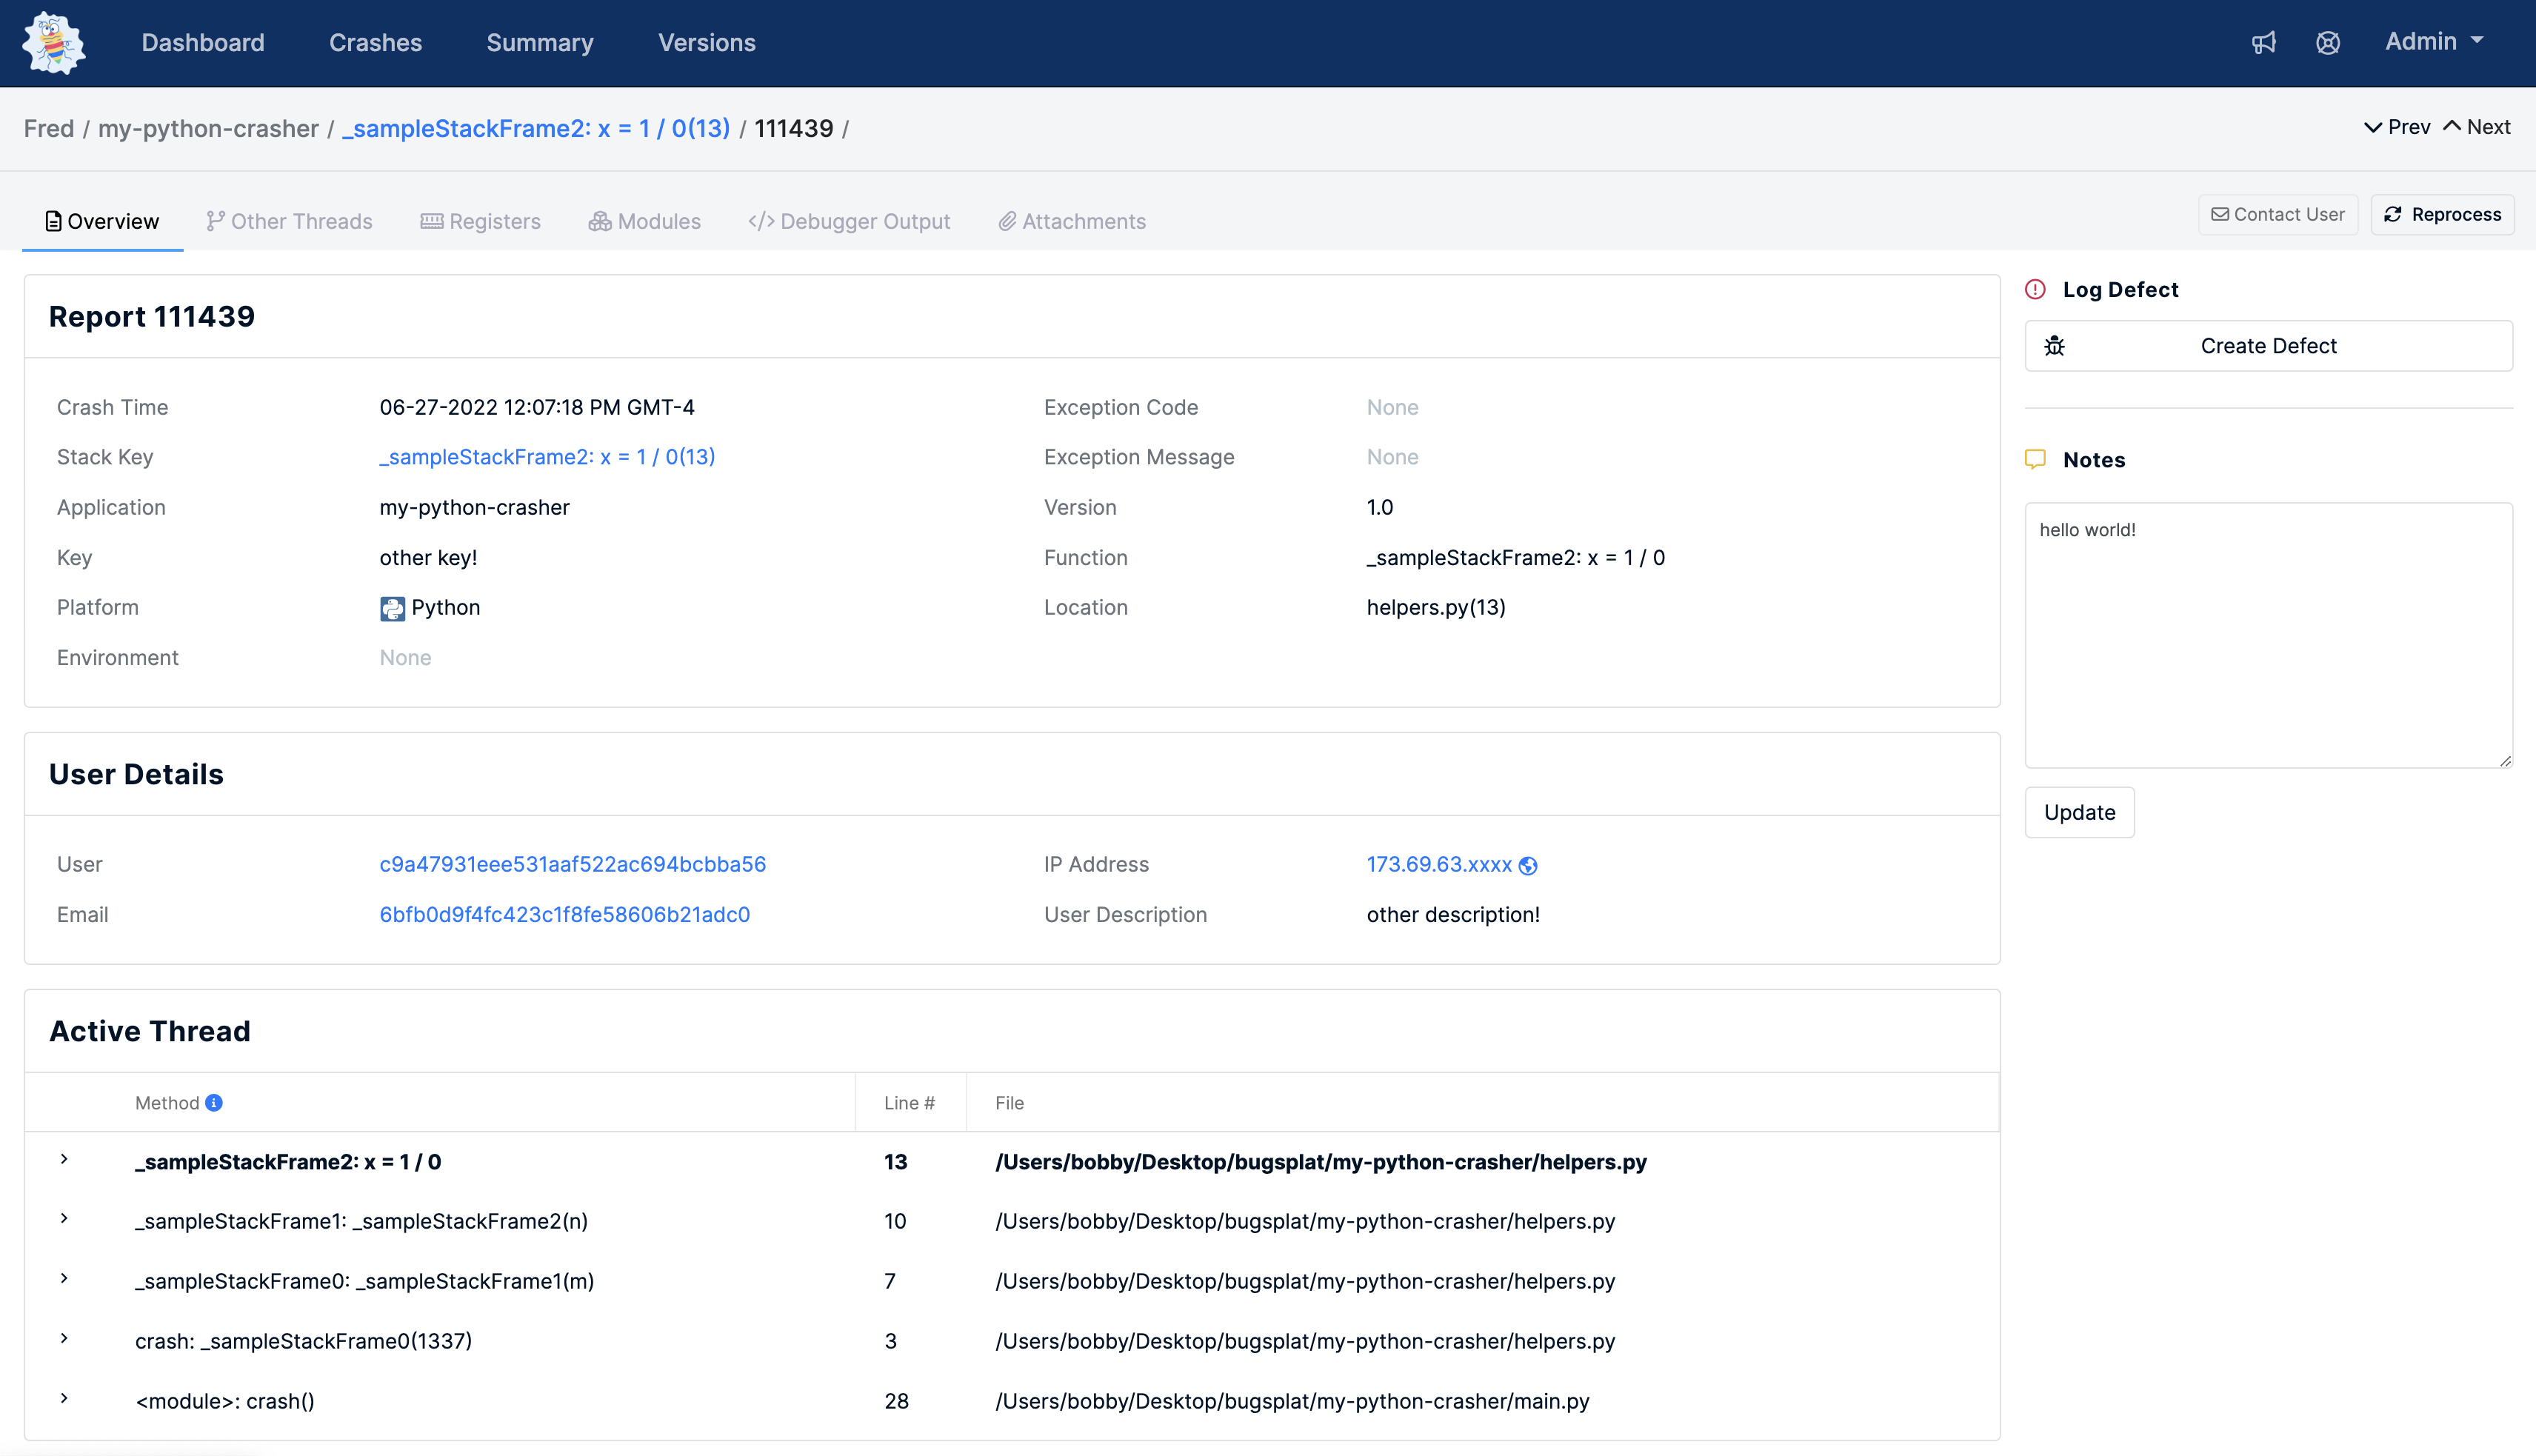 Dashboard Crashes Summary Versions Admin
Fred / my-python-crasher / _sampleStackFrame2: x = 1 / 0(13) / 111439 / Prev Next
Overview Other Threads Registers Modules </> Debugger Output Attachments Contact User Reprocess
Report 111439
Crash Time 06-27-2022 12:07:18 PM GMT-4
Stack Key _sampleStackFrame2: x = 1 / 0(13)
Application my-python-crasher
Key other key!
Platform Python
Environment None
Exception Code None
Exception Message None
Version 1.0
Function _sampleStackFrame2: x = 1 / 0
Location helpers.py(13)
User Details
User c9a47931eee531aaf522ac694bcbba56
Email 6bfb0d9f4fc423c1f8fe58606b21adc0
IP Address 173.69.63.xxxx
User Description other description!
Active Thread
Method Line # File
_sampleStackFrame2: x = 1 / 0 13 /Users/bobby/Desktop/bugsplat/my-python-crasher/helpers.py
_sampleStackFrame1: _sampleStackFrame2(n) 10 /Users/bobby/Desktop/bugsplat/my-python-crasher/helpers.py
_sampleStackFrame0: _sampleStackFrame1(m) 7 /Users/bobby/Desktop/bugsplat/my-python-crasher/helpers.py
crash: _sampleStackFrame0(1337) 3 /Users/bobby/Desktop/bugsplat/my-python-crasher/helpers.py
<module>: crash() 28 /Users/bobby/Desktop/bugsplat/my-python-crasher/main.py
Log Defect
Create Defect
Notes
hello world!
Update